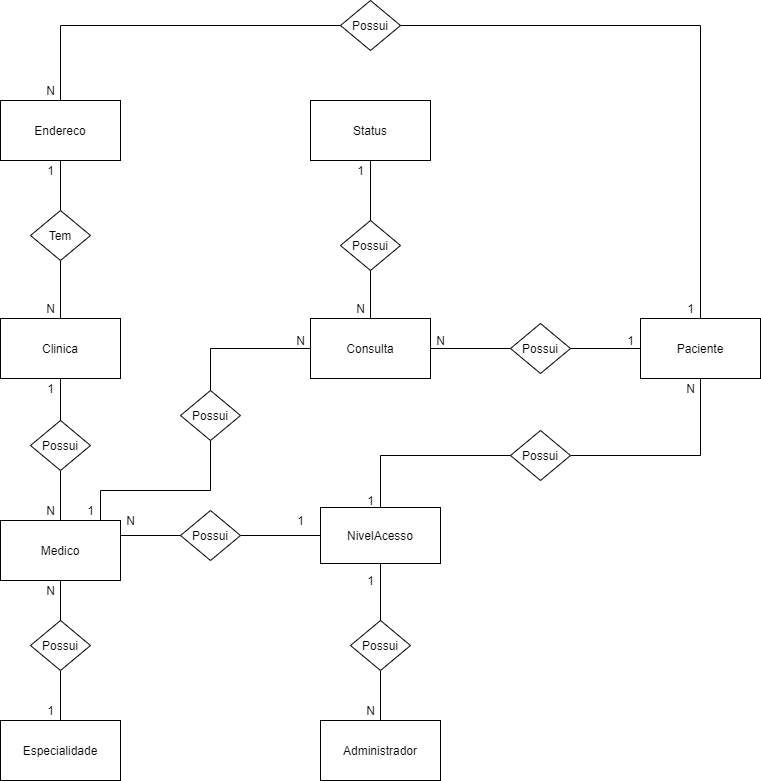 Possui
N
Endereco
Status
1
1
Tem
Possui
N
N
1
Clinica
N
Consulta
N
Possui
1
Paciente
1
N
Possui
Possui
Possui
N
1
1
N
Possui
1
NivelAcesso
Medico
N
1
Possui
Possui
1
N
Especialidade
Administrador